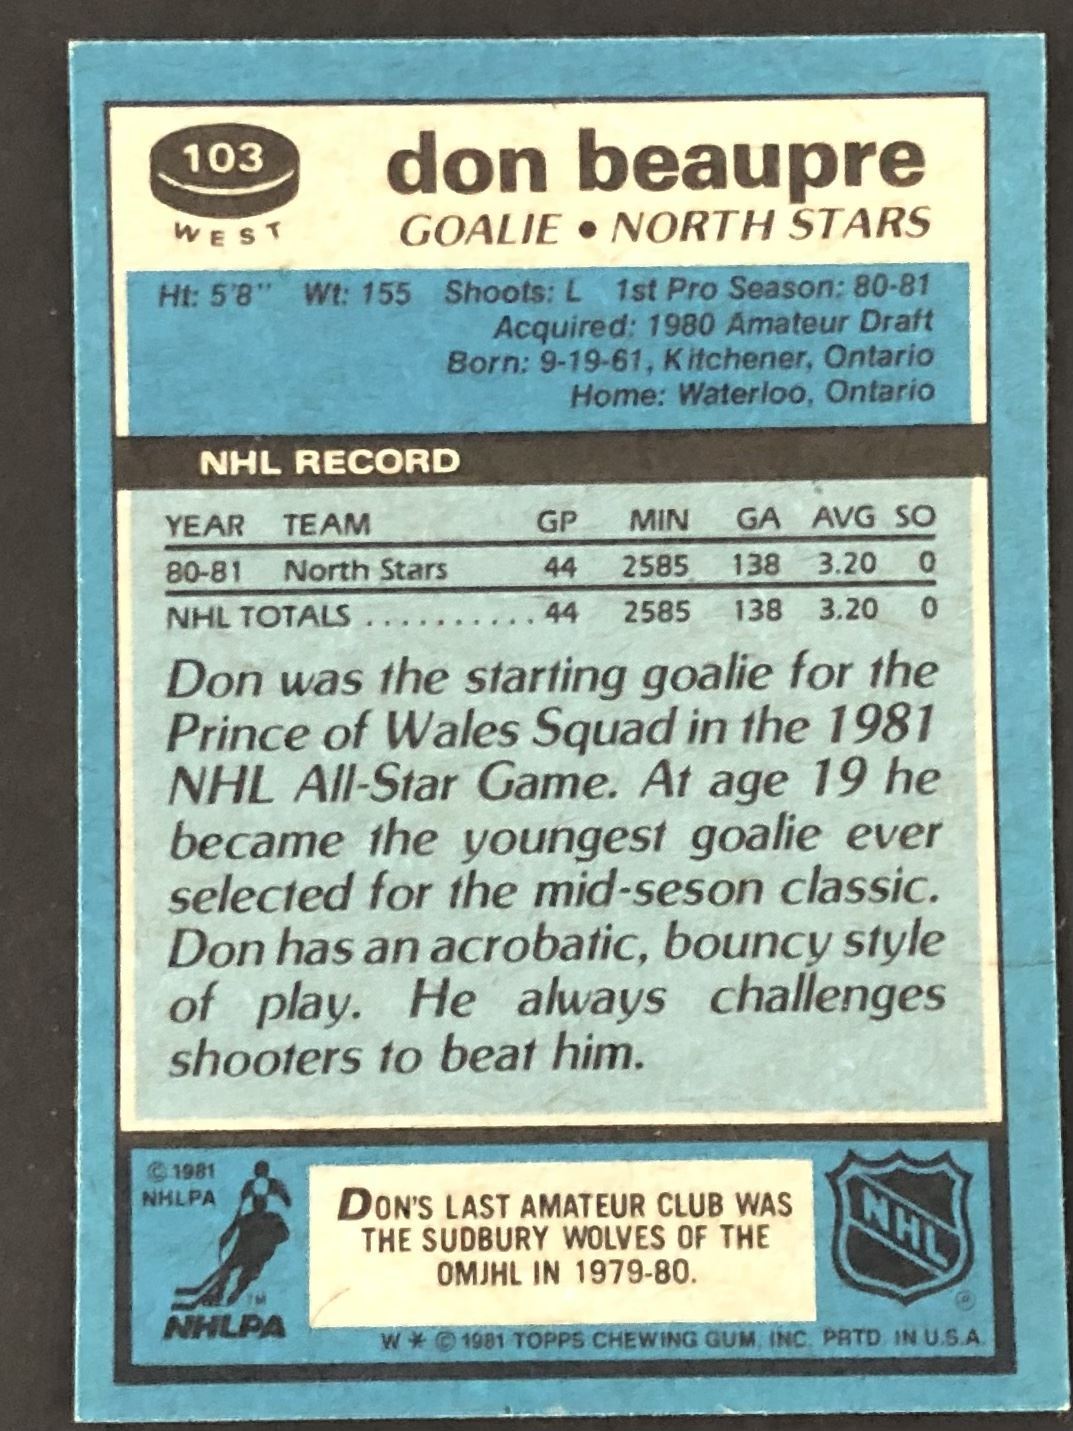 103
WEST
don beaupre
GOALIE • NORTH STARS
Ht: 5'8" Wt: 155 Shoots: L 1st Pro Season: 80-81
Acquired: 1980 Amateur Draft
Born: 9-19-61, Kitchener, Ontario
Home: Waterloo, Ontario
NHL RECORD
YEAR TEAM GP MIN GA AVG SO
80-81 North Stars 44 2585 138 3.20 0
NHL TOTALS .......... 44 2585 138 3.20 0
Don was the starting goalie for the
Prince of Wales Squad in the 1981
NHL All-Star Game. At age 19 he
became the youngest goalie ever
selected for the mid-seson classic.
Don has an acrobatic, bouncy style
of play. He always challenges
shooters to beat him.
© 1981
NHLPA
TM
NHLPA
DON'S LAST AMATEUR CLUB WAS
THE SUDBURY WOLVES OF THE
OMJHL IN 1979-80.
NHL
®
W * © 1981 TOPPS CHEWING GUM, INC. PRTD. IN U.S.A.